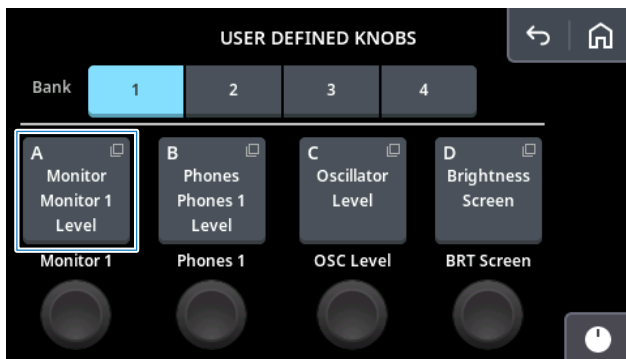 USER DEFINED KNOBS
Bank 1 2 3 4
A B C D
Monitor Phones Oscillator Brightness
Monitor 1 Phones 1 Level Screen
Level Level
Monitor 1 Phones 1 OSC Level BRT Screen